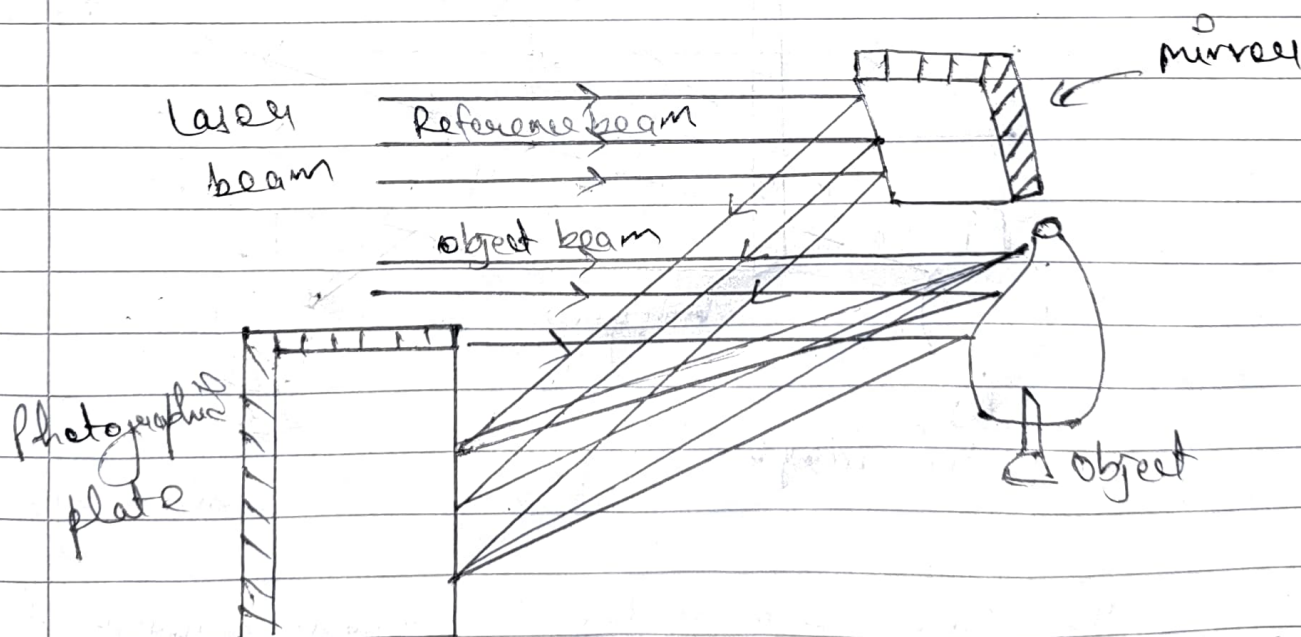 mirror
Laser
Reference beam
beam
object beam
Photographic
plate
object